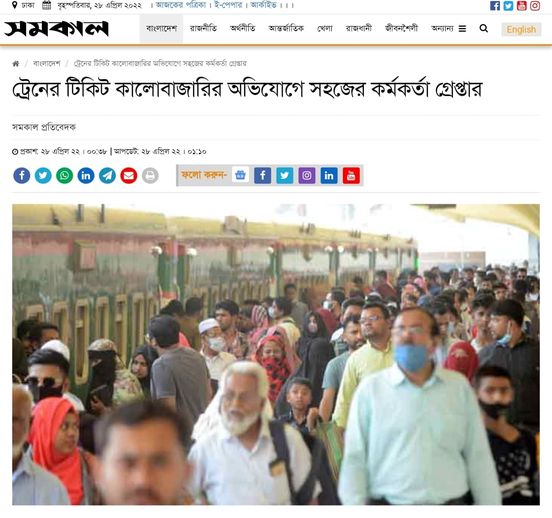 ঢাকা বৃহস্পতিবার, ২৮ এপ্রিল ২০২২ । আজকের পত্রিকা । ই-পেপার । আর্কাইভ । । ।
সমকাল বাংলাদেশ রাজনীতি অর্থনীতি আন্তর্জাতিক খেলা রাজধানী জীবনশৈলী অন্যান্য English
/ বাংলাদেশ / ট্রেনের টিকিট কালোবাজারির অভিযোগে সহজের কর্মকর্তা গ্রেপ্তার
ট্রেনের টিকিট কালোবাজারির অভিযোগে সহজের কর্মকর্তা গ্রেপ্তার
সমকাল প্রতিবেদক
প্রকাশ: ২৮ এপ্রিল ২২ । ০০:৩৮ | আপডেট: ২৮ এপ্রিল ২২ । ০১:১০
ফলো করুন-